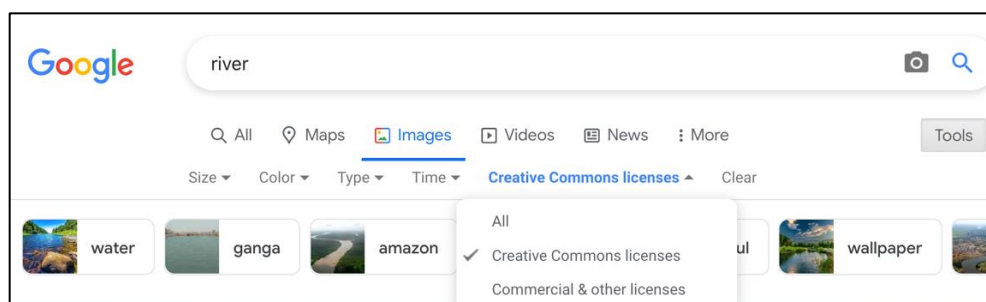 Google
river
All Maps Images Videos News More Tools
Size Color Type Time Creative Commons licenses Clear
All
water ganga amazon ul wallpaper
Creative Commons licenses
Commercial & other licenses